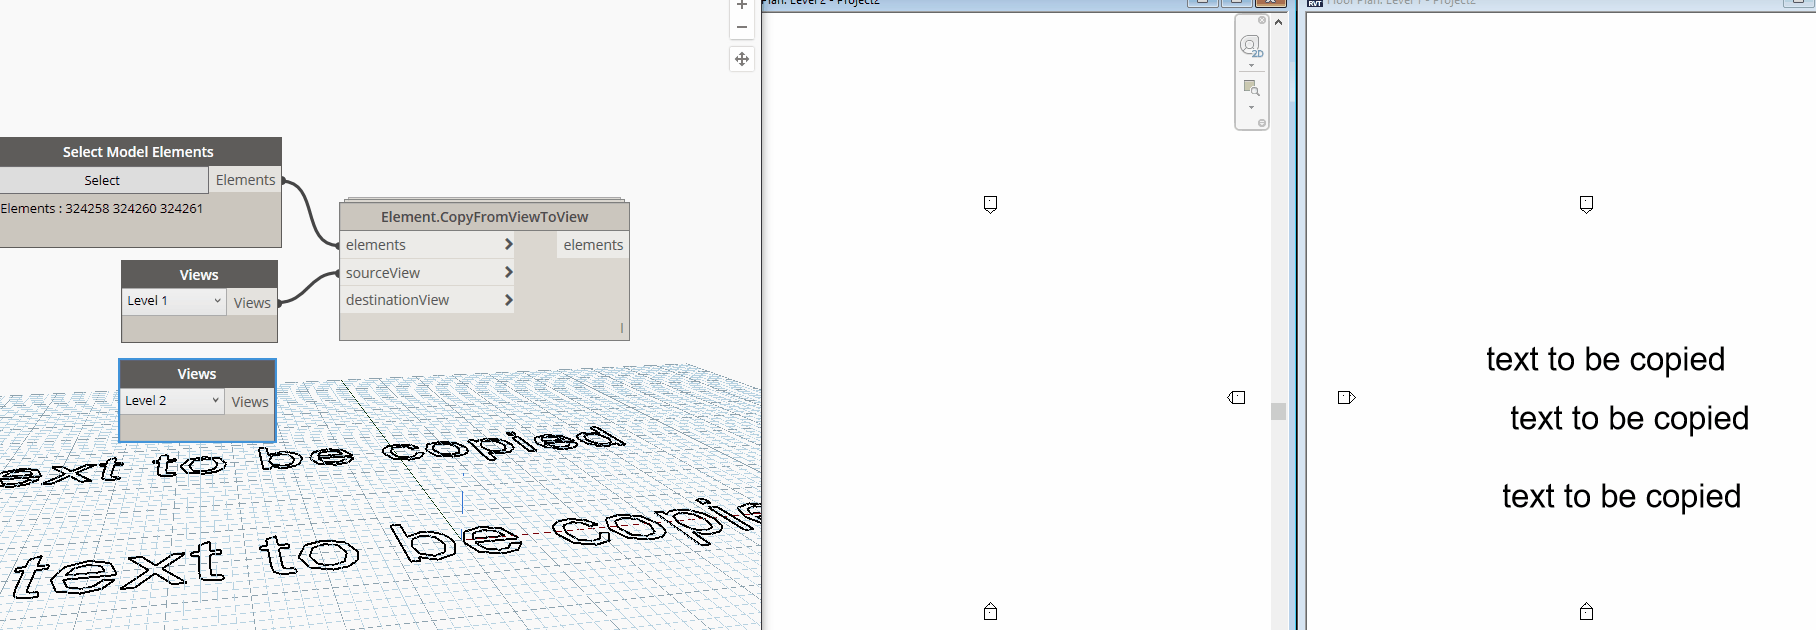 Plan: Level 2 - Project2
RVT Floor Plan: Level 1 - Project2
2D
Select Model Elements
Select
Elements
Elements : 324258 324260 324261
Element.CopyFromViewToView
elements
elements
sourceView
destinationView
Views
Level 1
Views
Views
Level 2
Views
ext to be copied
text to be copie
text to be copied
text to be copied
text to be copied